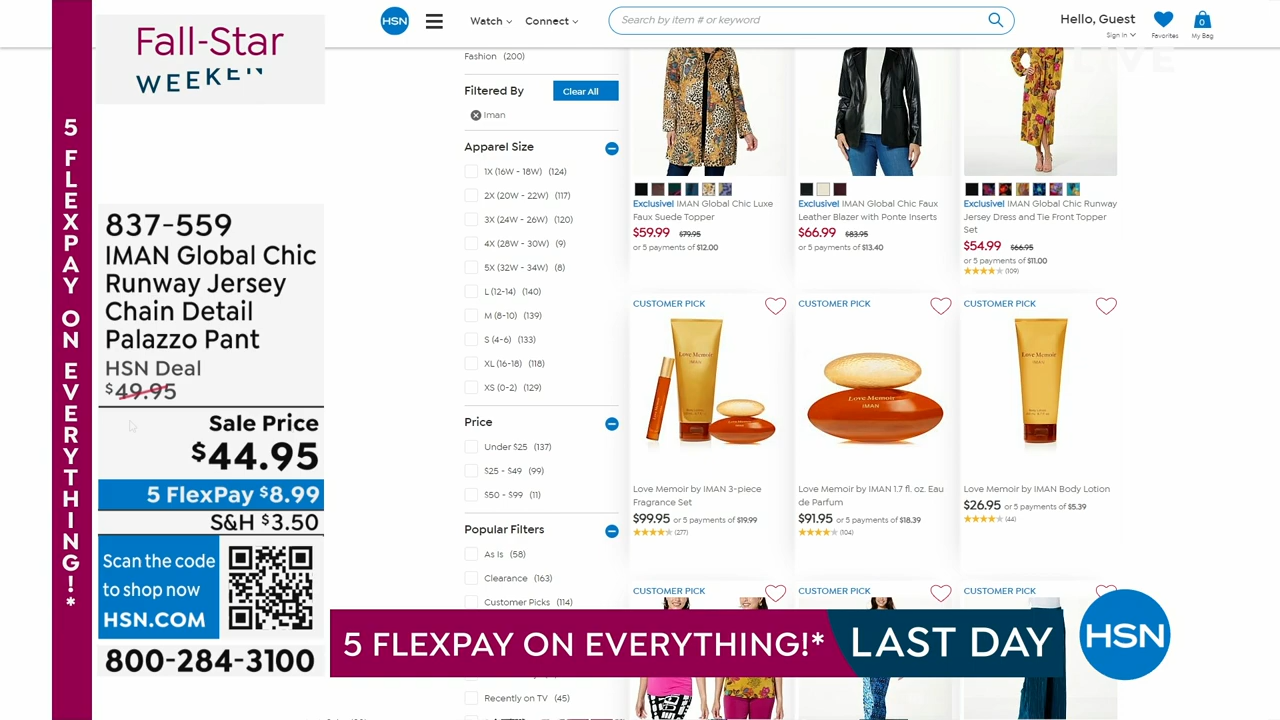 5 FLEXPAY ON EVERYTHING!*
Fall-Star
WEEKEN
837-559
IMAN Global Chic
Runway Jersey
Chain Detail
Palazzo Pant
HSN Deal
$49.95
Sale Price
$44.95
5 FlexPay $8.99
S&H $3.50
Scan the code
to shop now
HSN.COM
800-284-3100
HSN
Watch
Connect
Search by item # or keyword
Hello, Guest
Sign In
Favorites
0
My Bag
LIVE
Fashion (200)
Filtered By
Clear All
Iman
Apparel Size
1X (16W - 18W) (124)
2X (20W - 22W) (117)
3X (24W - 26W) (120)
4X (28W - 30W) (9)
5X (32W - 34W) (8)
L (12-14) (140)
M (8-10) (139)
S (4-6) (133)
XL (16-18) (118)
XS (0-2) (129)
Price
Under $25 (137)
$25 - $49 (99)
$50 - $99 (11)
Popular Filters
As Is (58)
Clearance (163)
Customer Picks (114)
Recently on TV (45)
Exclusive! IMAN Global Chic Luxe
Faux Suede Topper
$59.99 $79.95
or 5 payments of $12.00
Exclusive! IMAN Global Chic Faux
Leather Blazer with Ponte Inserts
$66.99 $83.95
or 5 payments of $13.40
Exclusive! IMAN Global Chic Runway
Jersey Dress and Tie Front Topper
Set
$54.99 $66.95
or 5 payments of $11.00
(109)
CUSTOMER PICK
Love Memoir
IMAN
Love Memoir by IMAN 3-piece
Fragrance Set
$99.95 or 5 payments of $19.99
(277)
CUSTOMER PICK
Love Memoir
IMAN
Love Memoir by IMAN 1.7 fl. oz. Eau
de Parfum
$91.95 or 5 payments of $18.39
(104)
CUSTOMER PICK
Love Memoir
IMAN
Love Memoir by IMAN Body Lotion
$26.95 or 5 payments of $5.39
(44)
CUSTOMER PICK
CUSTOMER PICK
CUSTOMER PICK
5 FLEXPAY ON EVERYTHING!*
LAST DAY
HSN